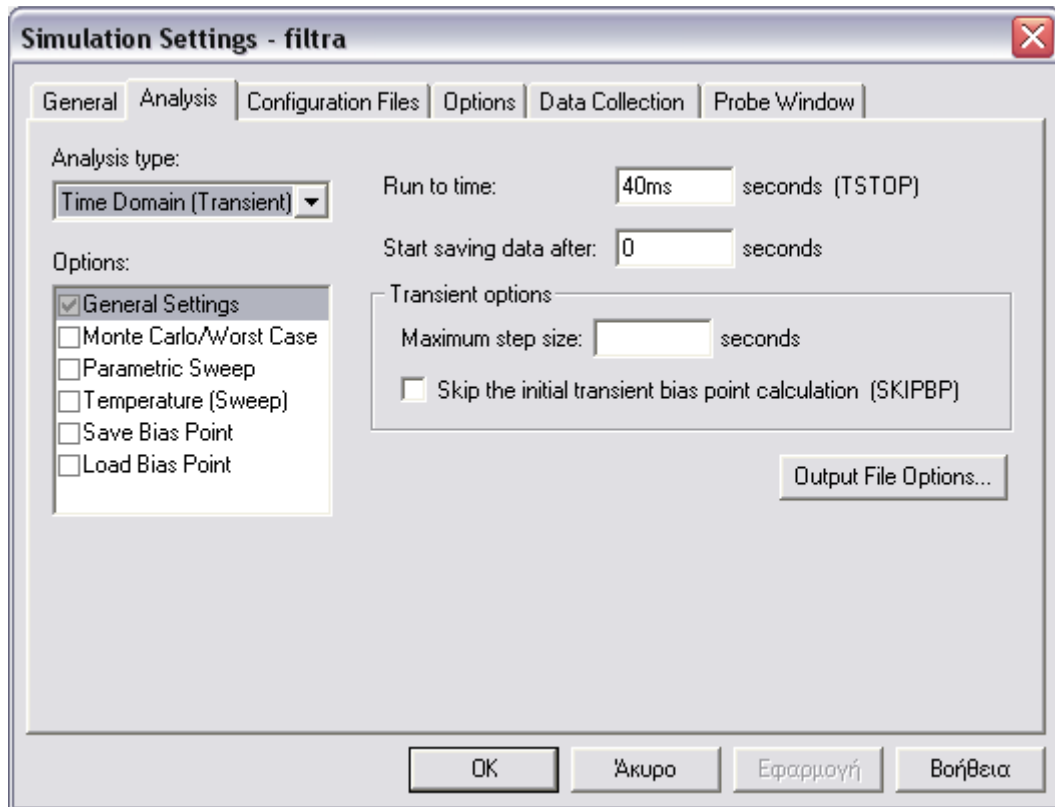 Simulation Settings - filtra
General Analysis Configuration Files Options Data Collection Probe Window
Analysis type:
Time Domain (Transient)
Options:
General Settings
Monte Carlo/Worst Case
Parametric Sweep
Temperature (Sweep)
Save Bias Point
Load Bias Point
Run to time: 40ms seconds (TSTOP)
Start saving data after: 0 seconds
Transient options
Maximum step size: seconds
Skip the initial transient bias point calculation (SKIPBP)
Output File Options...
OK Άκυρο Εφαρμογή Βοήθεια